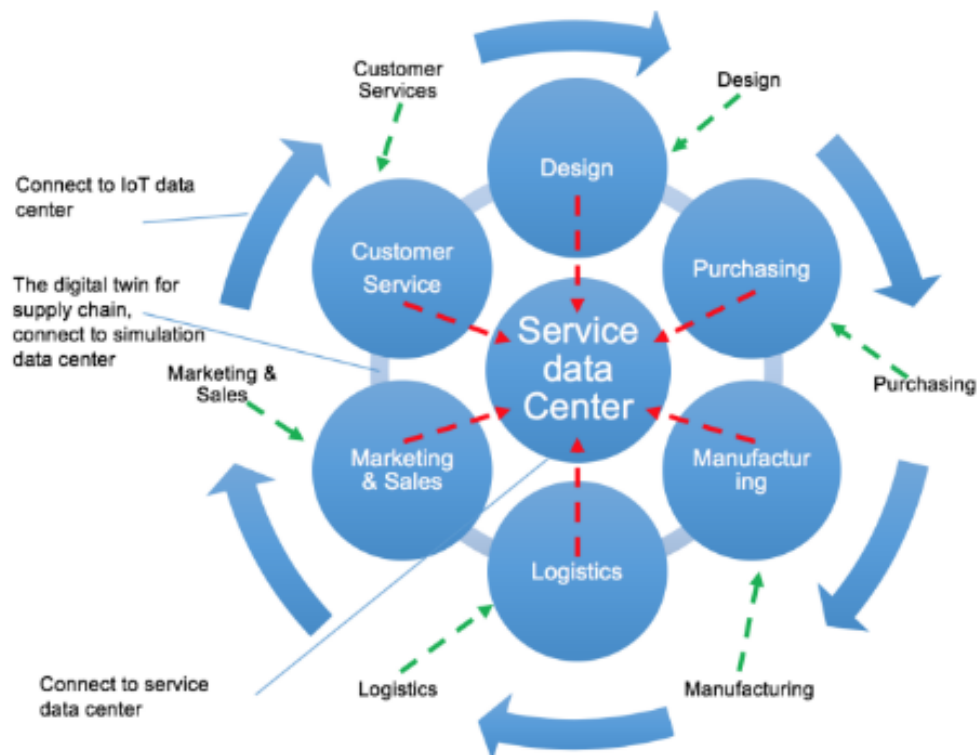 Customer
Services
Design
Design
Connect to IoT data
center
Customer
Service
Purchasing
The digital twin for
supply chain,
connect to simulation
data center
Service
data
Center
Marketing &
Sales
Purchasing
Marketing
& Sales
Manufactur
ing
Logistics
Connect to service
data center
Logistics
Manufacturing